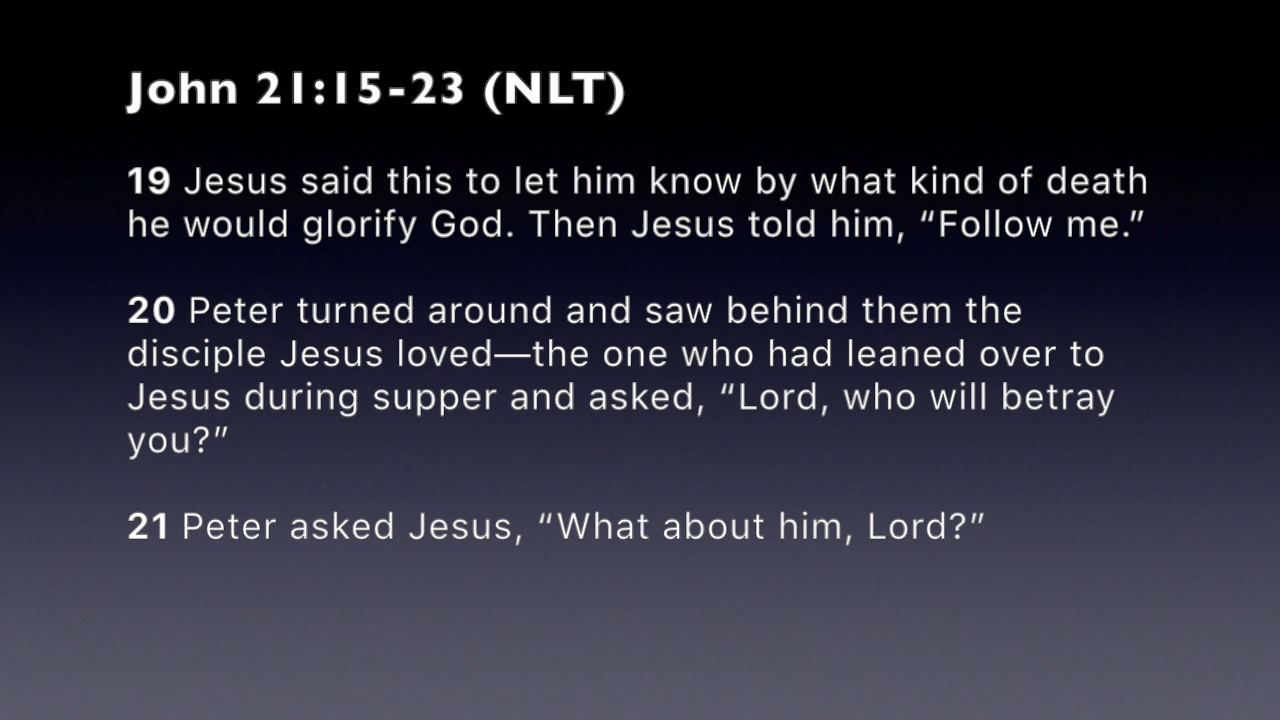 John 21:15-23 (NLT)
19 Jesus said this to let him know by what kind of death
he would glorify God. Then Jesus told him, “Follow me.”
20 Peter turned around and saw behind them the
disciple Jesus loved—the one who had leaned over to
Jesus during supper and asked, “Lord, who will betray
you?”
21 Peter asked Jesus, “What about him, Lord?”